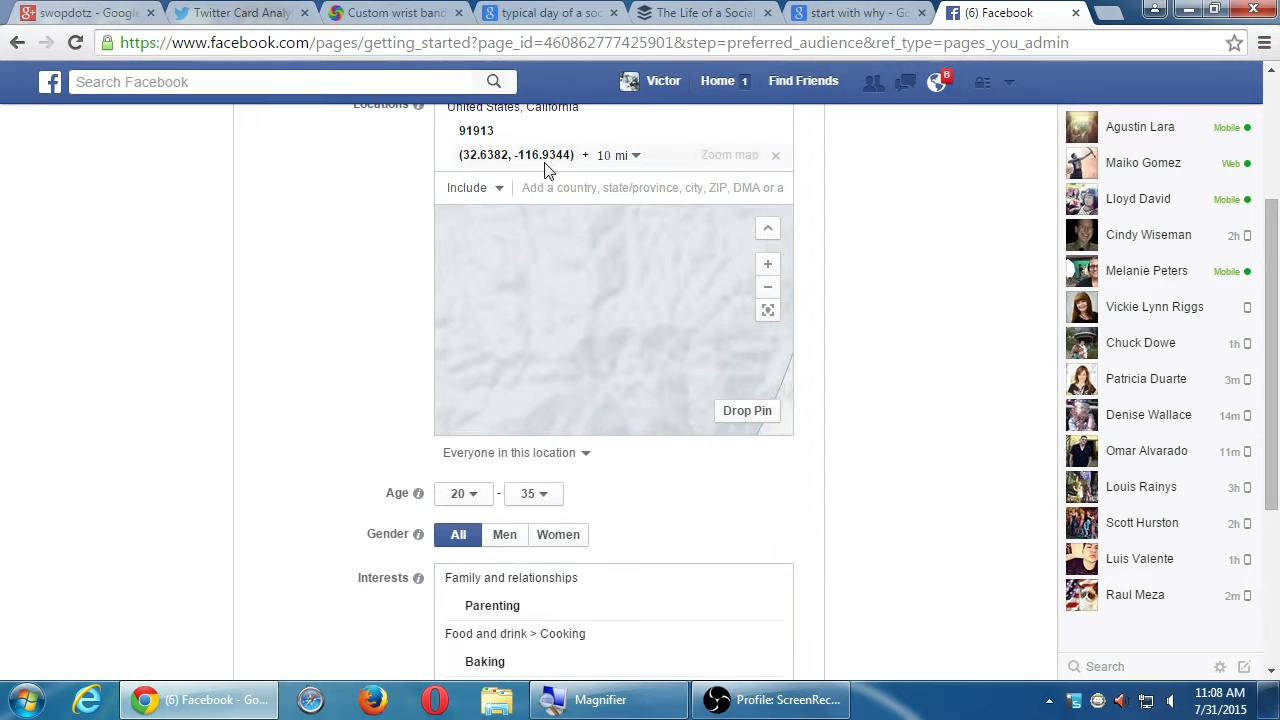 swopdotz - Google
Twitter Card Analy
Custom wrist band
typical day of a soc
The Life of a Social
start with why - Go
(6) Facebook
https://www.facebook.com/pages/getting_started?page_id=461862777425901&step=preferred_audience&ref_type=pages_you_admin
Search Facebook
Victor
Home 1
Find Friends
6
Locations
United States, California
91913
(32.6382, -116.9344) + 10 mi
Zoom map
Include
Add a country, state/province, city, ZIP, DMA or a
Drop Pin
Everyone in this location
Age
20 - 35
Gender
All
Men
Women
Interests
Family and relationships
Parenting
Food and drink > Cooking
Baking
Agustin Lara Mobile
Maiko Gomez Web
Lloyd David Mobile
Cindy Wiseman 2h
Melanie Peters Mobile
Vickie Lynn Riggs
Chuck Dowe 1h
Patricia Duarte 3m
Denise Wallace 14m
Omar Alvarado 11m
Louis Rainys 3h
Scott Hurston 2h
Luis Valente 1h
Raul Meza 2m
Search
(6) Facebook - Go...
Magnifier
Profile: ScreenRec...
11:08 AM
7/31/2015